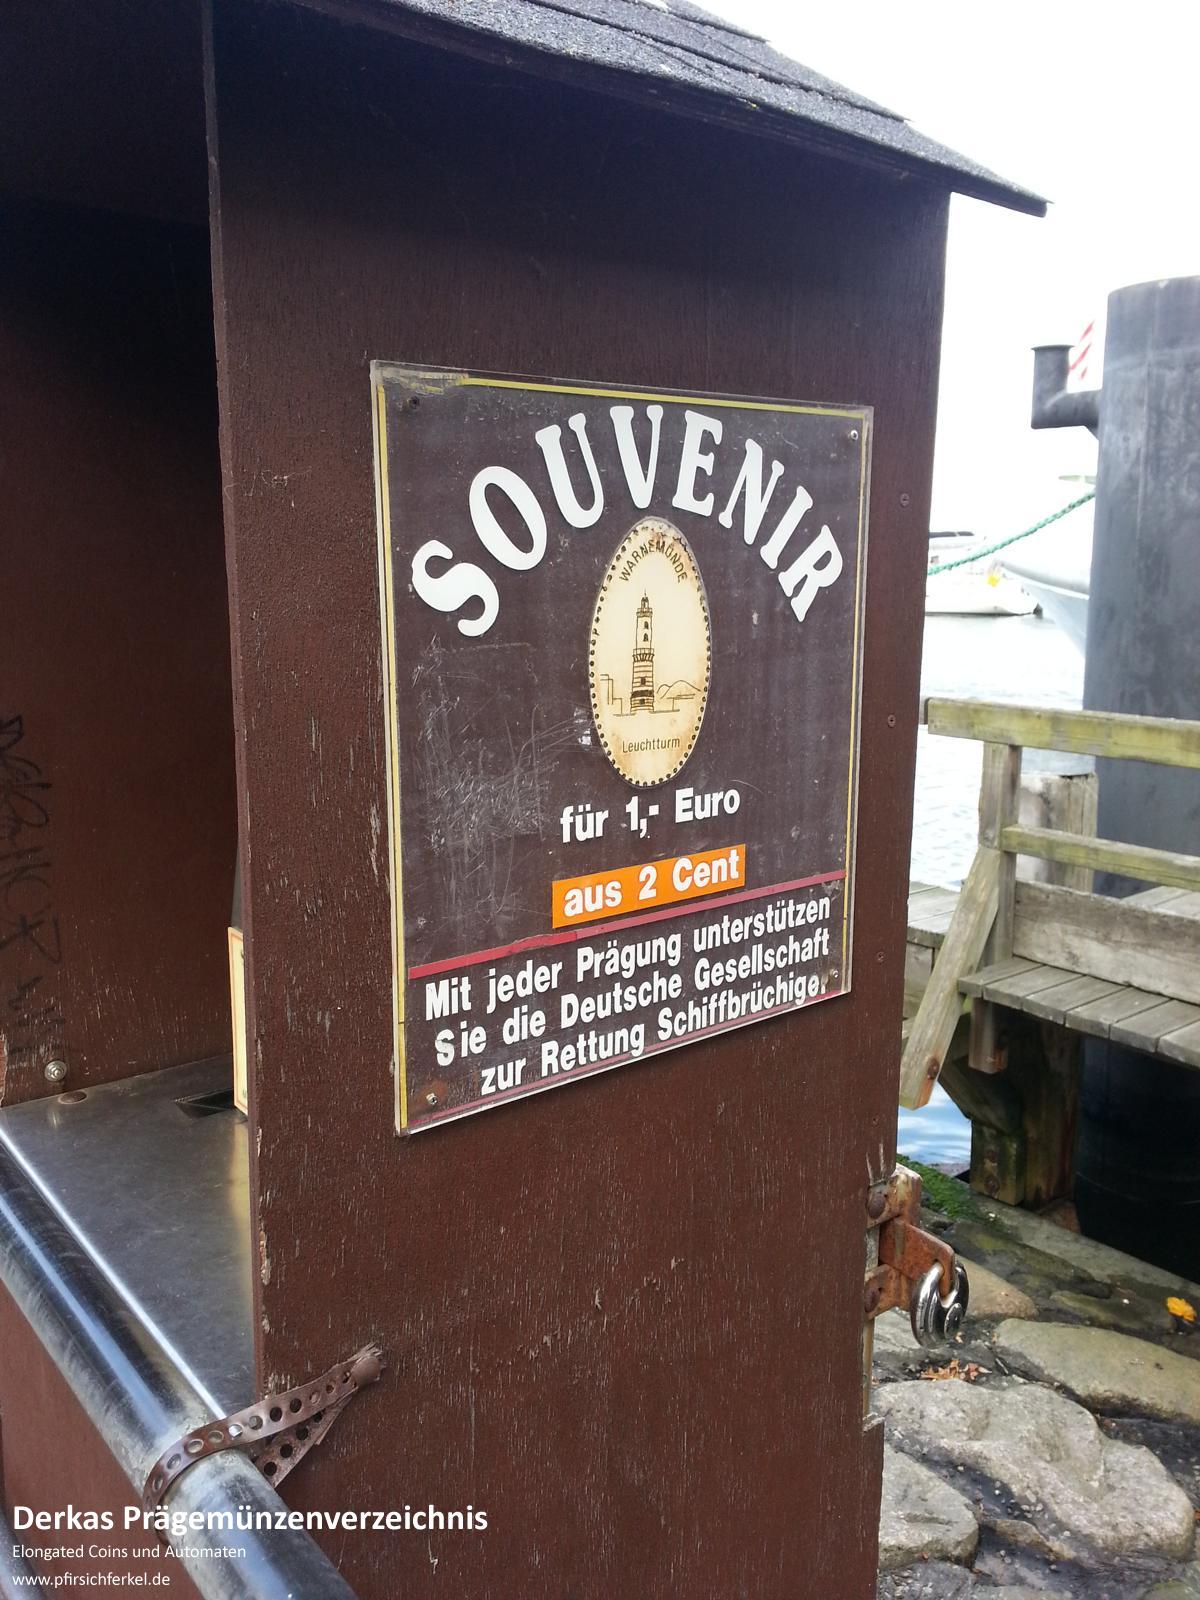 SOUVENIR
WARNEMÜNDE
Leuchtturm
für 1,- Euro
aus 2 Cent
Mit jeder Prägung unterstützen
Sie die Deutsche Gesellschaft
zur Rettung Schiffbrüchiger
Derkas Prägemünzenverzeichnis
Elongated Coins und Automaten
www.pfirsichferkel.de